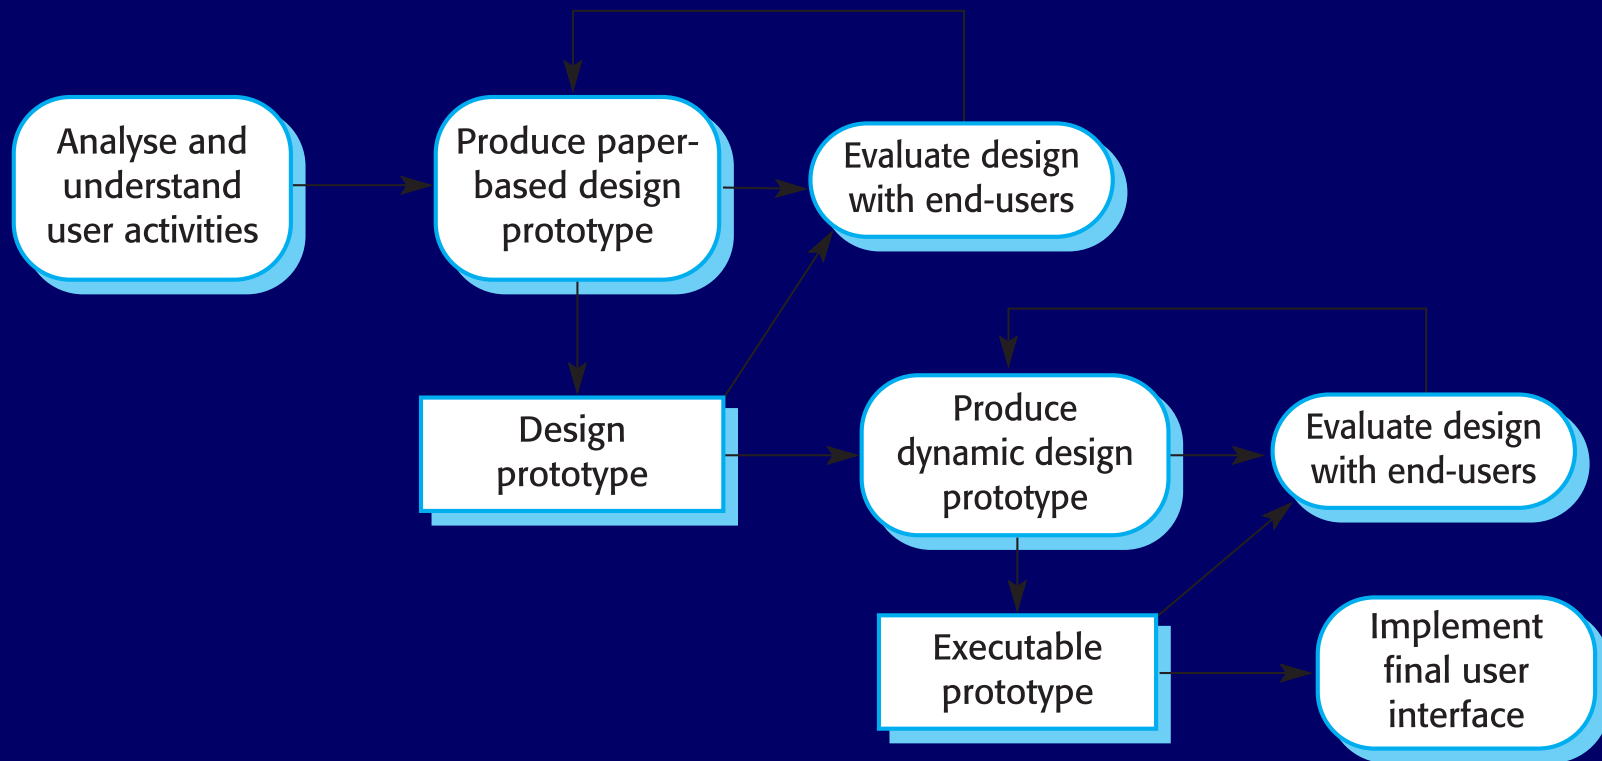 Analyse and
understand
user activities
Produce paper-
based design
prototype
Evaluate design
with end-users
Design
prototype
Produce
dynamic design
prototype
Evaluate design
with end-users
Executable
prototype
Implement
final user
interface